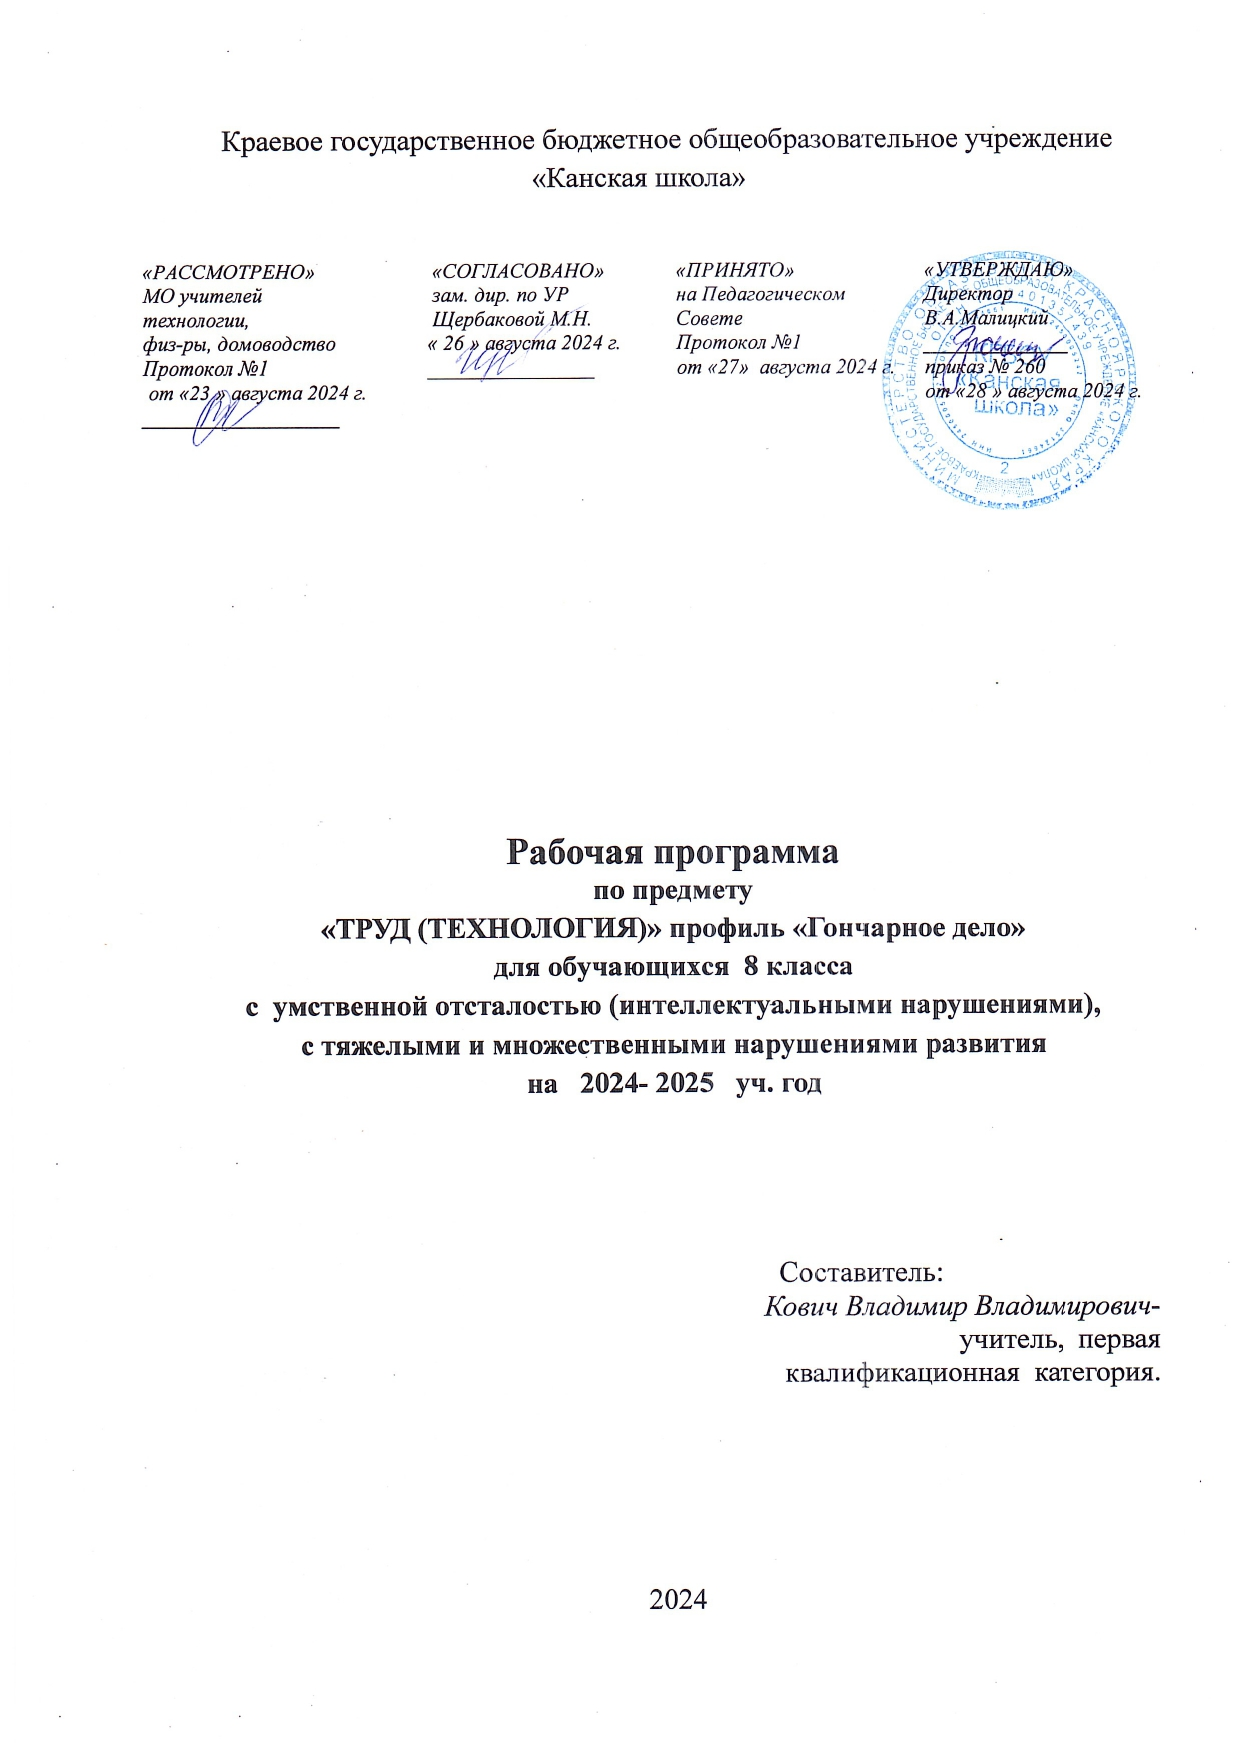 Краевое государственное бюджетное общеобразовательное учреждение
«Канская школа»
«РАССМОТРЕНО»
МО учителей
технологии,
физ-ры, домоводство
Протокол №1
от «23 » августа 2024 г.
«СОГЛАСОВАНО»
зам. дир. по УР
Щербаковой М.Н.
« 26 » августа 2024 г.
«ПРИНЯТО»
на Педагогическом
Совете
Протокол №1
от «27» августа 2024 г.
«УТВЕРЖДАЮ»
Директор
В.А.Малицкий
приказ № 260
от «28 » августа 2024 г.
«Канская
школа»
2
Рабочая программа
по предмету
«ТРУД (ТЕХНОЛОГИЯ)» профиль «Гончарное дело»
для обучающихся 8 класса
с умственной отсталостью (интеллектуальными нарушениями),
с тяжелыми и множественными нарушениями развития
на 2024- 2025 уч. год
Составитель:
Кович Владимир Владимирович-
учитель, первая
квалификационная категория.
2024